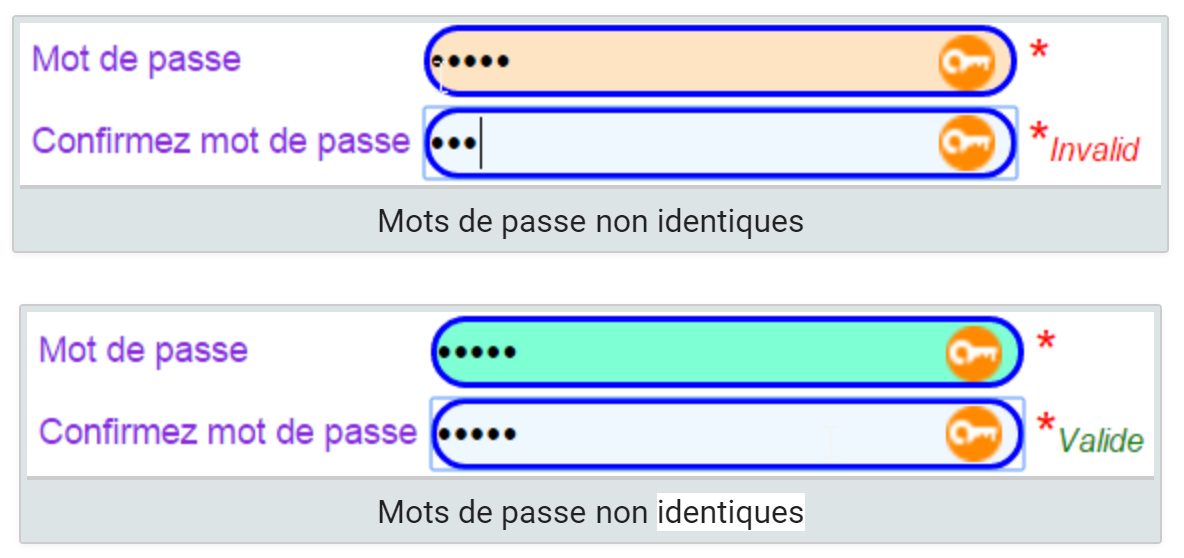 Mot de passe ••••• *
Confirmez mot de passe ••• *Invalid
Mots de passe non identiques
Mot de passe ••••• *
Confirmez mot de passe ••••• *Valide
Mots de passe non identiques